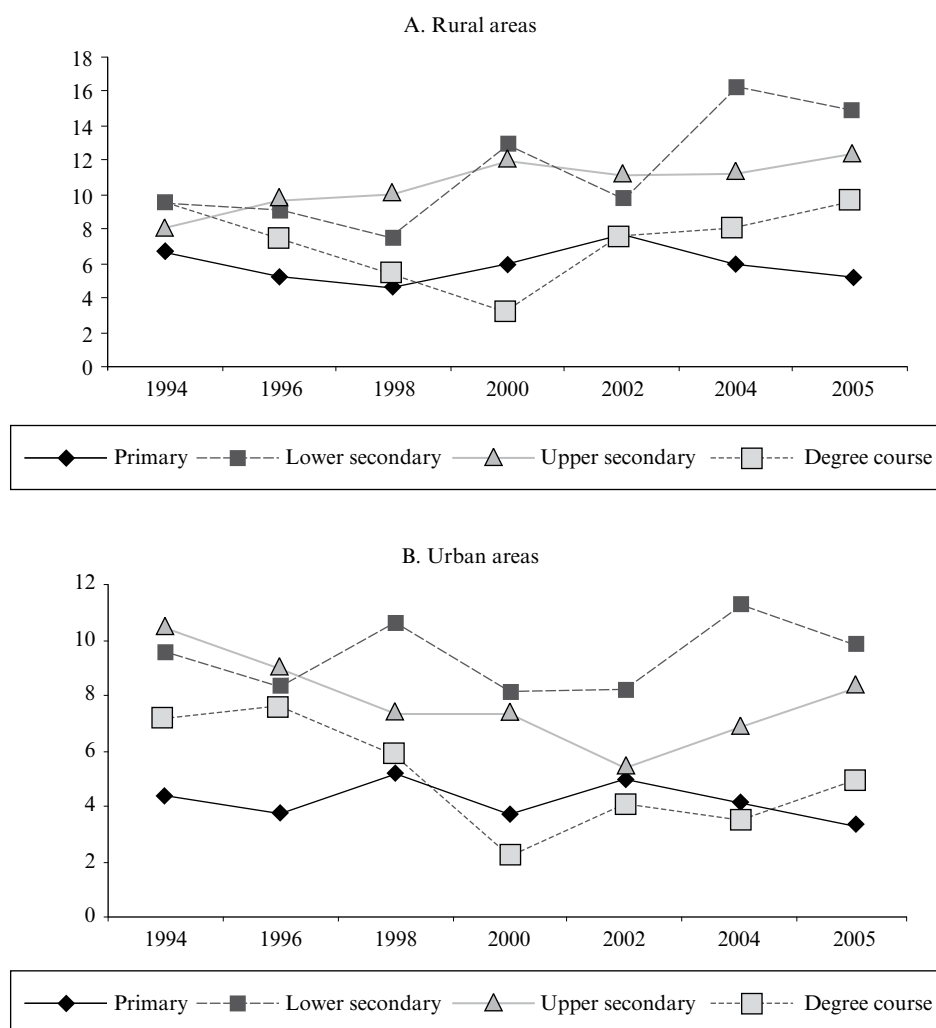 A. Rural areas
18
16
14
12
10
8
6
4
2
0
1994 1996 1998 2000 2002 2004 2005
Primary Lower secondary Upper secondary Degree course
B. Urban areas
12
10
8
6
4
2
0
1994 1996 1998 2000 2002 2004 2005
Primary Lower secondary Upper secondary Degree course